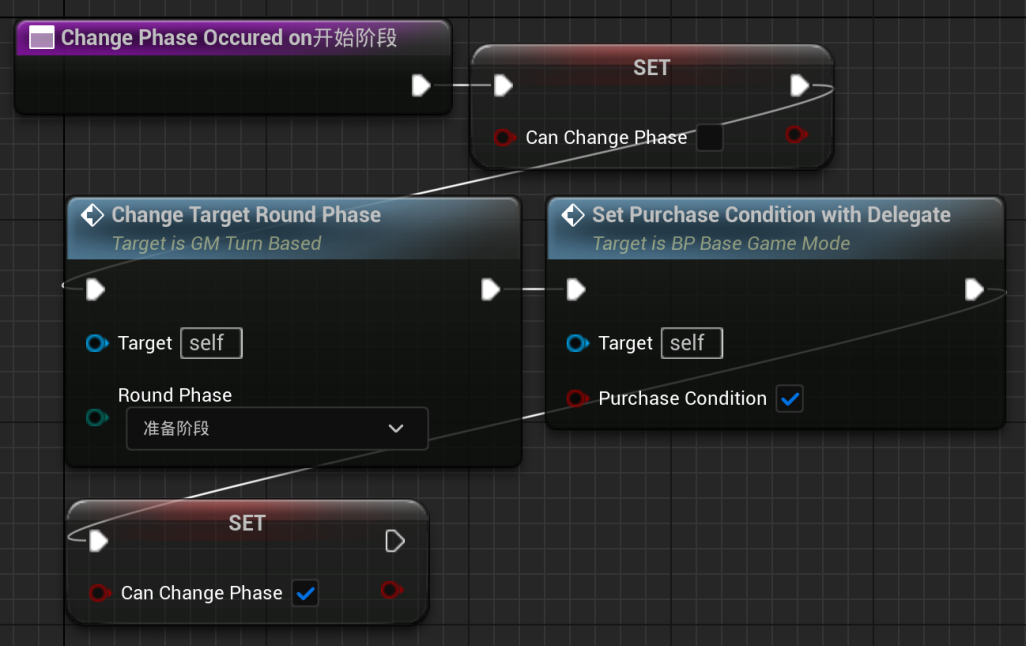 Change Phase Occured on开始阶段
SET
Can Change Phase
Change Target Round Phase
Target is GM Turn Based
Target self
Round Phase
准备阶段
Set Purchase Condition with Delegate
Target is BP Base Game Mode
Target self
Purchase Condition
SET
Can Change Phase